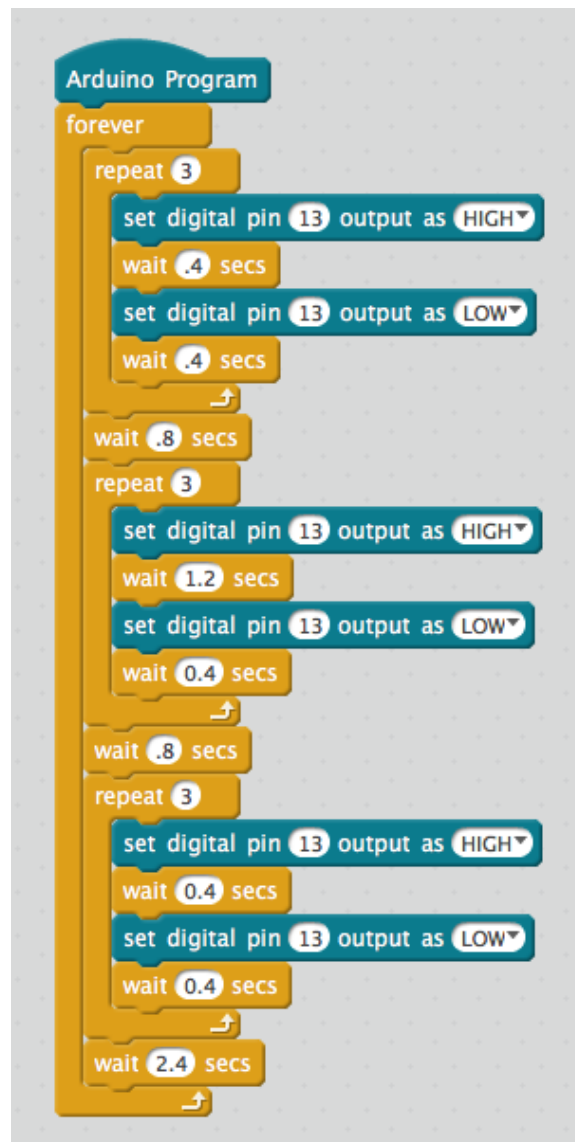 Arduino Program
forever
repeat 3
set digital pin 13 output as HIGH
wait .4 secs
set digital pin 13 output as LOW
wait .4 secs
wait .8 secs
repeat 3
set digital pin 13 output as HIGH
wait 1.2 secs
set digital pin 13 output as LOW
wait 0.4 secs
wait .8 secs
repeat 3
set digital pin 13 output as HIGH
wait 0.4 secs
set digital pin 13 output as LOW
wait 0.4 secs
wait 2.4 secs